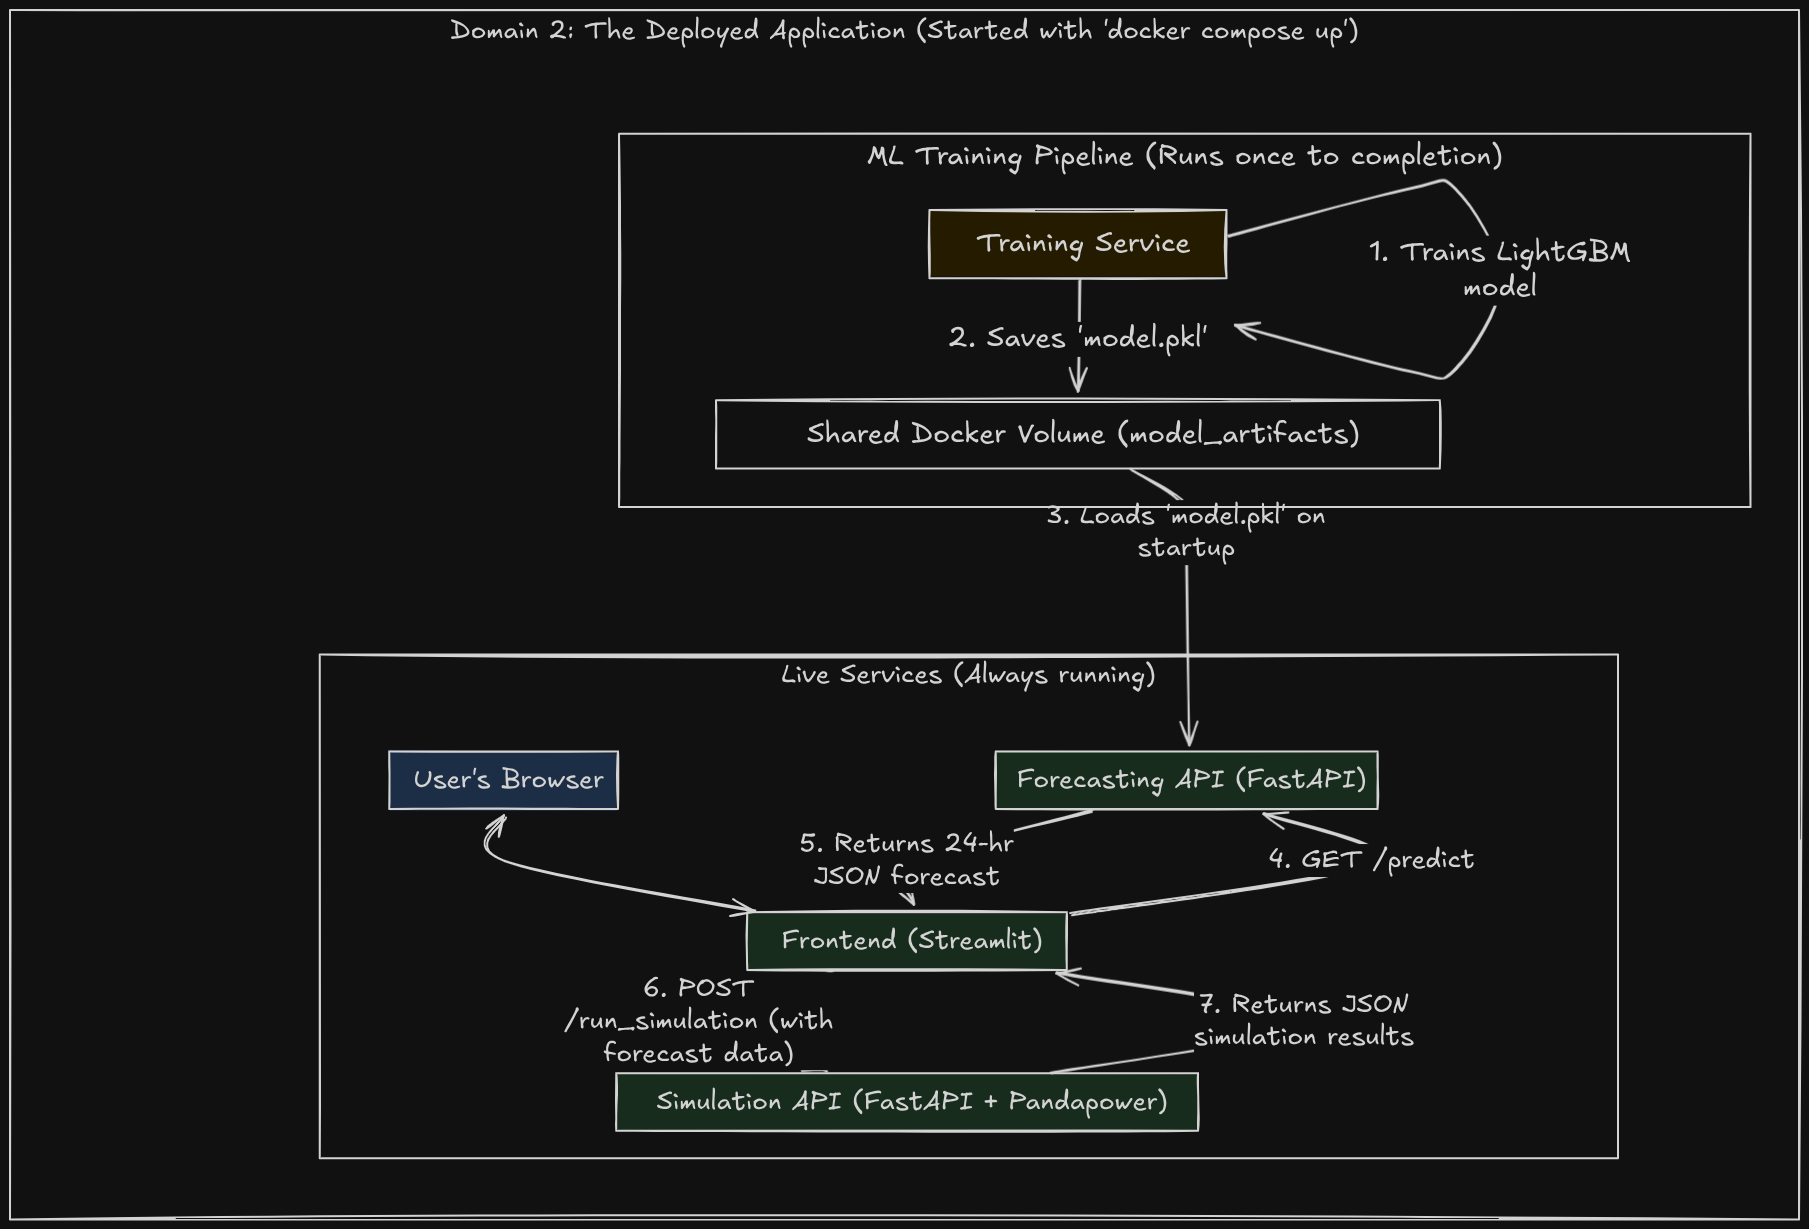 Domain 2: The Deployed Application (Started with 'docker compose up')
ML Training Pipeline (Runs once to completion)
Training Service
1. Trains LightGBM
model
2. Saves 'model.pkl'
Shared Docker Volume (model_artifacts)
3. Loads 'model.pkl' on
startup
Live Services (Always running)
User's Browser
Forecasting API (FastAPI)
5. Returns 24-hr
JSON forecast
4. GET /predict
Frontend (Streamlit)
6. POST
/run_simulation (with
forecast data)
7. Returns JSON
simulation results
Simulation API (FastAPI + Pandapower)